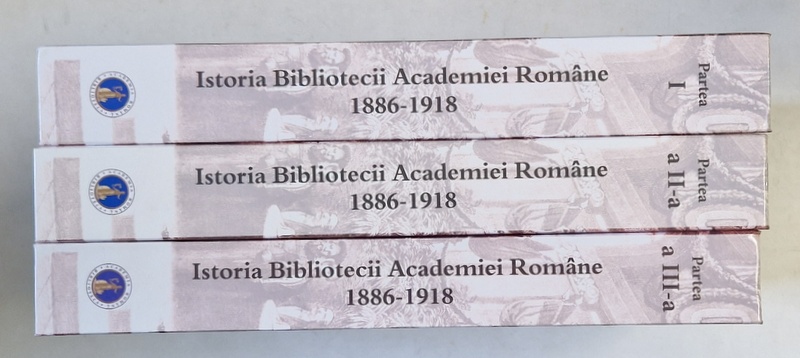 Istoria Bibliotecii Academiei Române
1886-1918
Partea
I
Istoria Bibliotecii Academiei Române
1886-1918
Partea
a II-a
Istoria Bibliotecii Academiei Române
1886-1918
Partea
a III-a